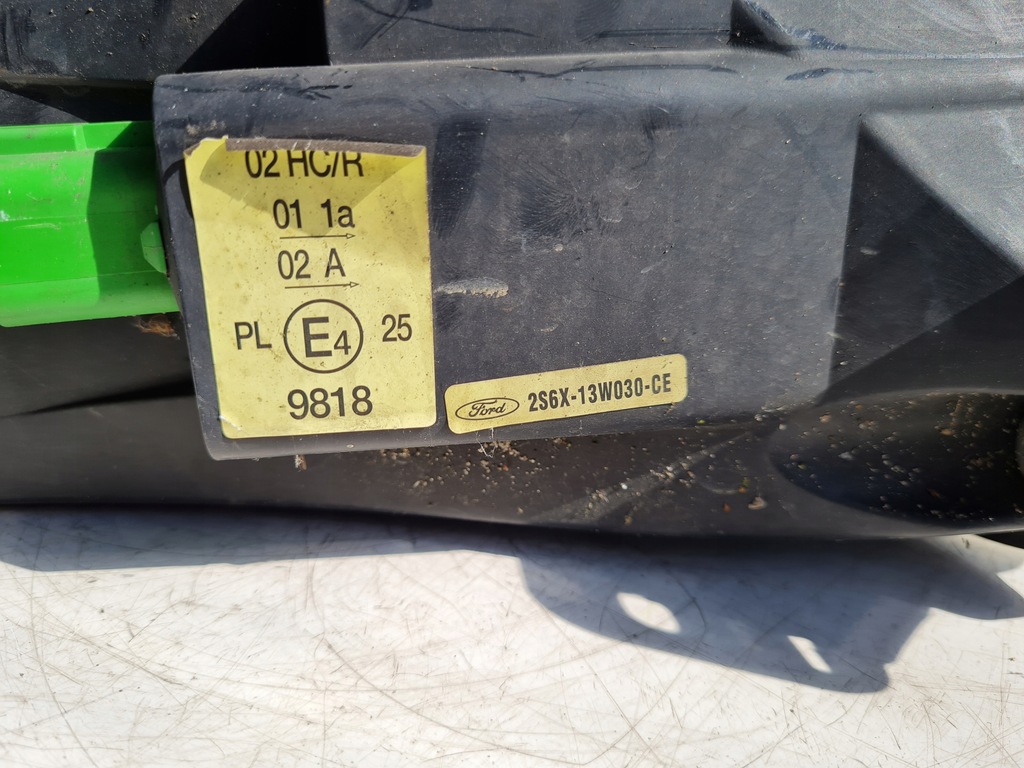 02 HC/R
01 1a
02 A
PL E4 25
9818
Ford 2S6X-13W030-CE